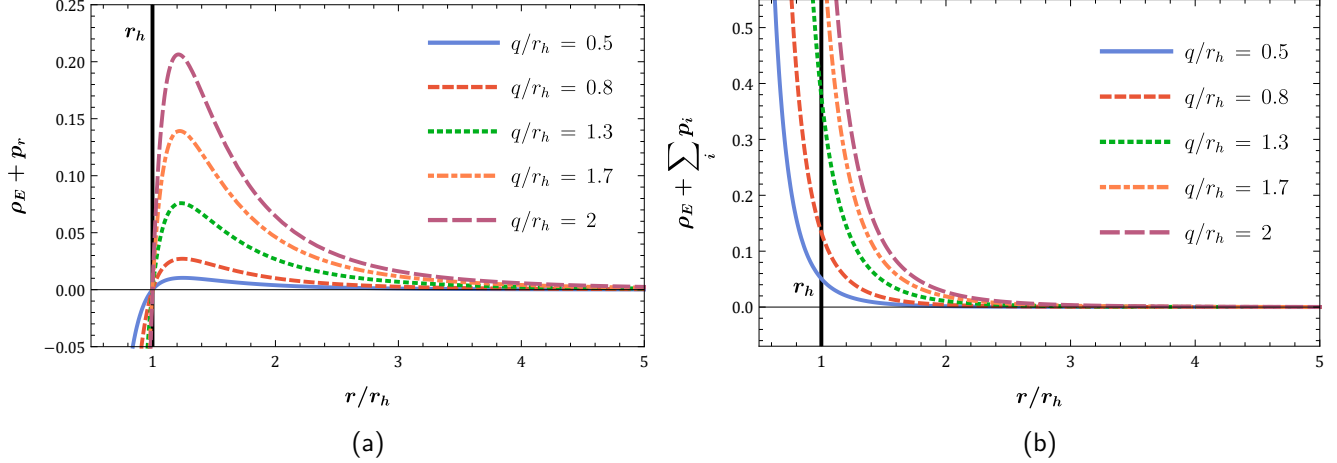 0.25
0.20
0.15
0.10
0.05
0.00
−0.05
ρ_E + p_r
r_h
q/r_h = 0.5
q/r_h = 0.8
q/r_h = 1.3
q/r_h = 1.7
q/r_h = 2
1 2 3 4 5
r/r_h
(a)
0.5
0.4
0.3
0.2
0.1
0.0
ρ_E + ∑_i p_i
q/r_h = 0.5
q/r_h = 0.8
q/r_h = 1.3
q/r_h = 1.7
q/r_h = 2
r_h
1 2 3 4 5
r/r_h
(b)